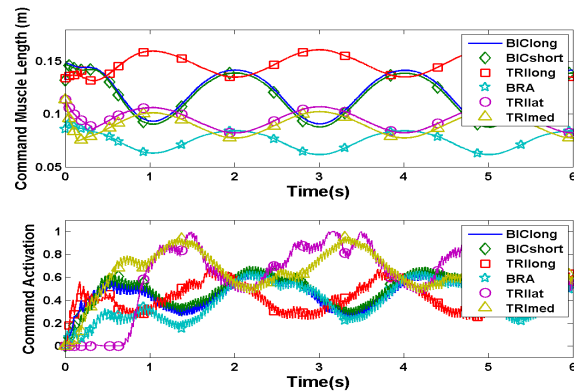 Command Muscle Length (m)
0.15
0.1
0.05
0 1 2 3 4 5 6
Time(s)
BIClong
BICshort
TRIlong
BRA
TRIlat
TRImed
Command Activation
1
0.8
0.6
0.4
0.2
0
0 1 2 3 4 5 6
Time(s)
BIClong
BICshort
TRIlong
BRA
TRIlat
TRImed